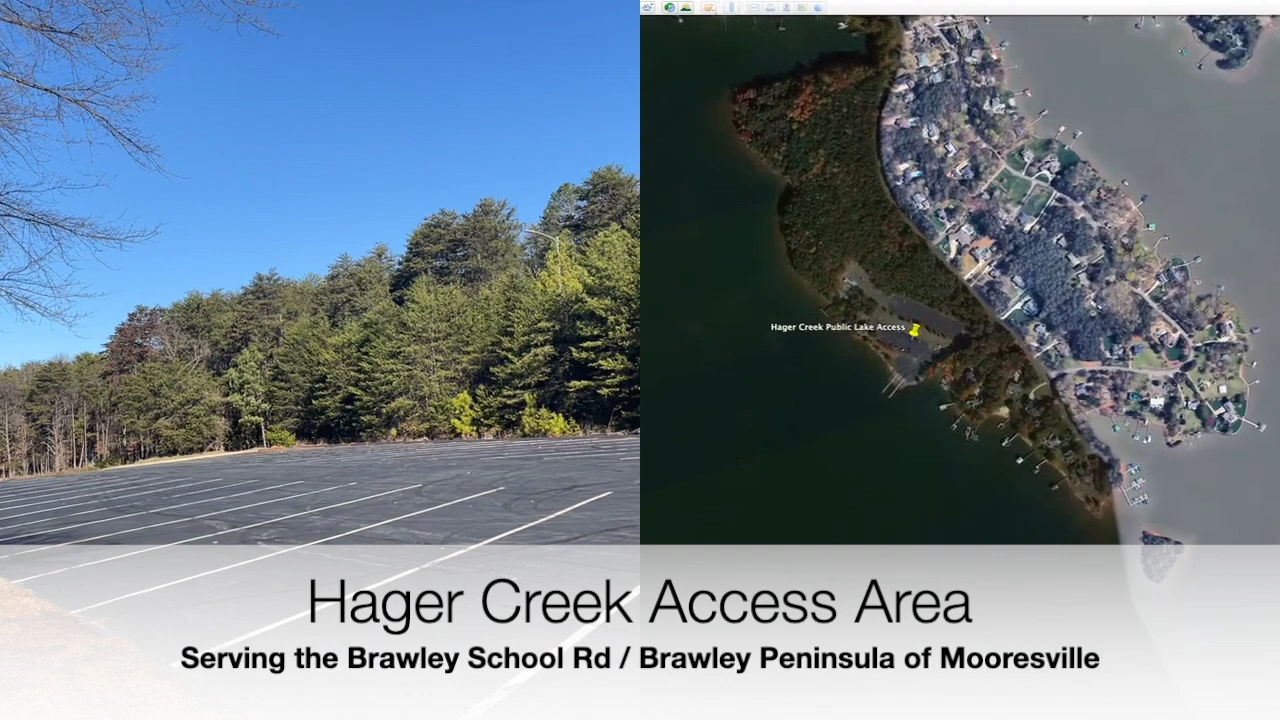 Hager Creek Public Lake Access
Hager Creek Access Area
Serving the Brawley School Rd / Brawley Peninsula of Mooresville